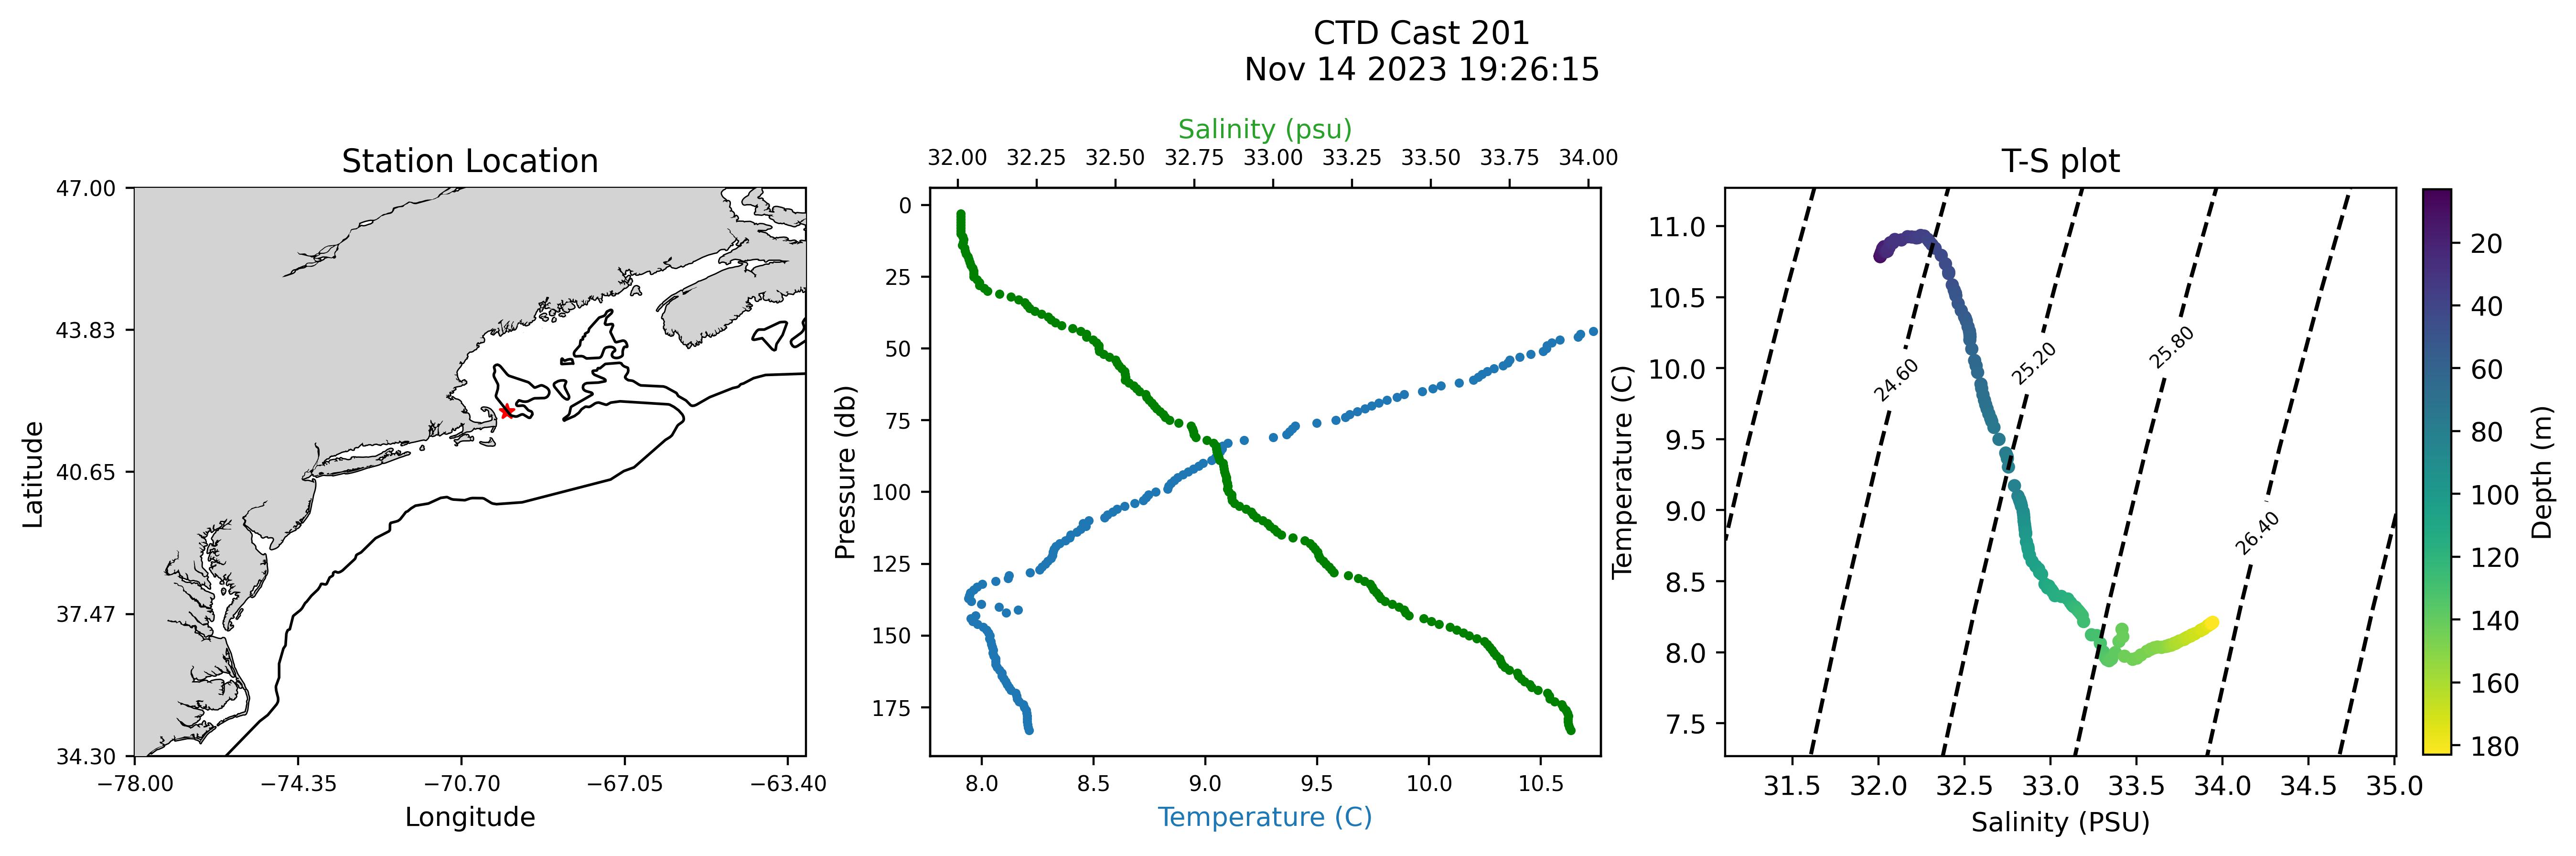 CTD Cast 201
Nov 14 2023 19:26:15
Station Location
47.00
43.83
40.65
37.47
34.30
Latitude
−78.00 −74.35 −70.70 −67.05 −63.40
Longitude
Salinity (psu)
32.00 32.25 32.50 32.75 33.00 33.25 33.50 33.75 34.00
0
25
50
75
100
125
150
175
Pressure (db)
8.0 8.5 9.0 9.5 10.0 10.5
Temperature (C)
T-S plot
11.0
10.5
10.0
9.5
9.0
8.5
8.0
7.5
Temperature (C)
24.60
25.20
25.80
26.40
31.5 32.0 32.5 33.0 33.5 34.0 34.5 35.0
Salinity (PSU)
20
40
60
80
100
120
140
160
180
Depth (m)